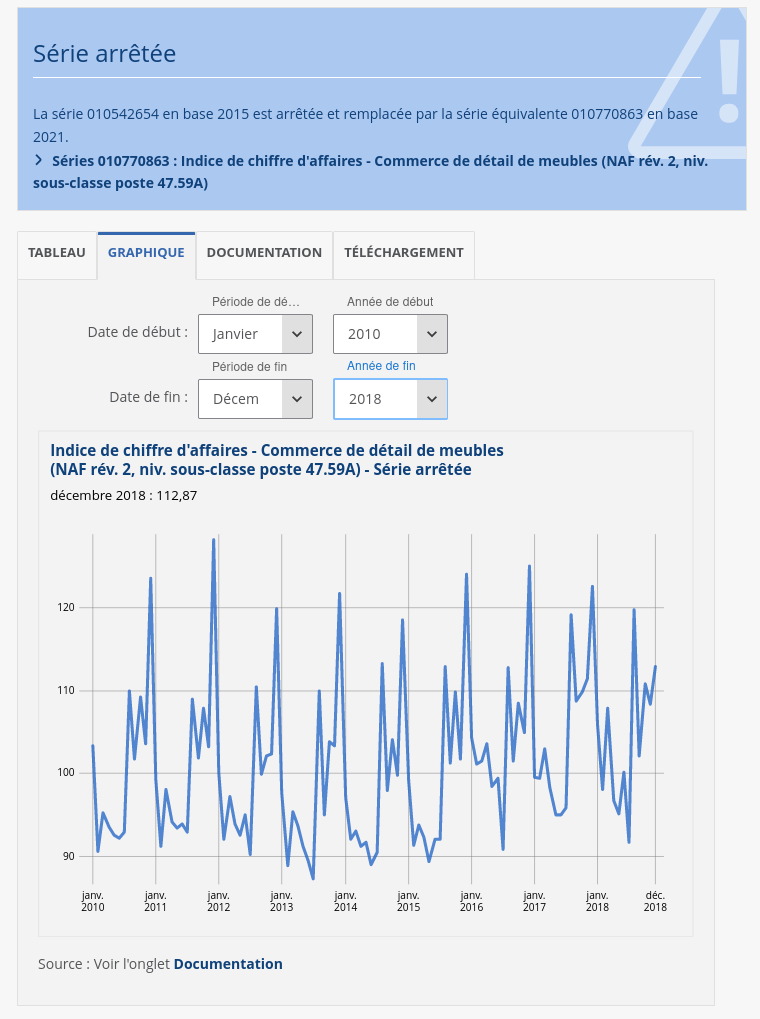 Série arrêtée
La série 010542654 en base 2015 est arrêtée et remplacée par la série équivalente 010770863 en base
2021.
Séries 010770863 : Indice de chiffre d'affaires - Commerce de détail de meubles (NAF rév. 2, niv.
sous-classe poste 47.59A)
TABLEAU GRAPHIQUE DOCUMENTATION TÉLÉCHARGEMENT
Période de dé… Année de début
Date de début : Janvier 2010
Période de fin Année de fin
Date de fin : Décem 2018
Indice de chiffre d'affaires - Commerce de détail de meubles
(NAF rév. 2, niv. sous-classe poste 47.59A) - Série arrêtée
décembre 2018 : 112,87
120
110
100
90
janv. janv. janv. janv. janv. janv. janv. janv. janv. déc.
2010 2011 2012 2013 2014 2015 2016 2017 2018 2018
Source : Voir l'onglet Documentation